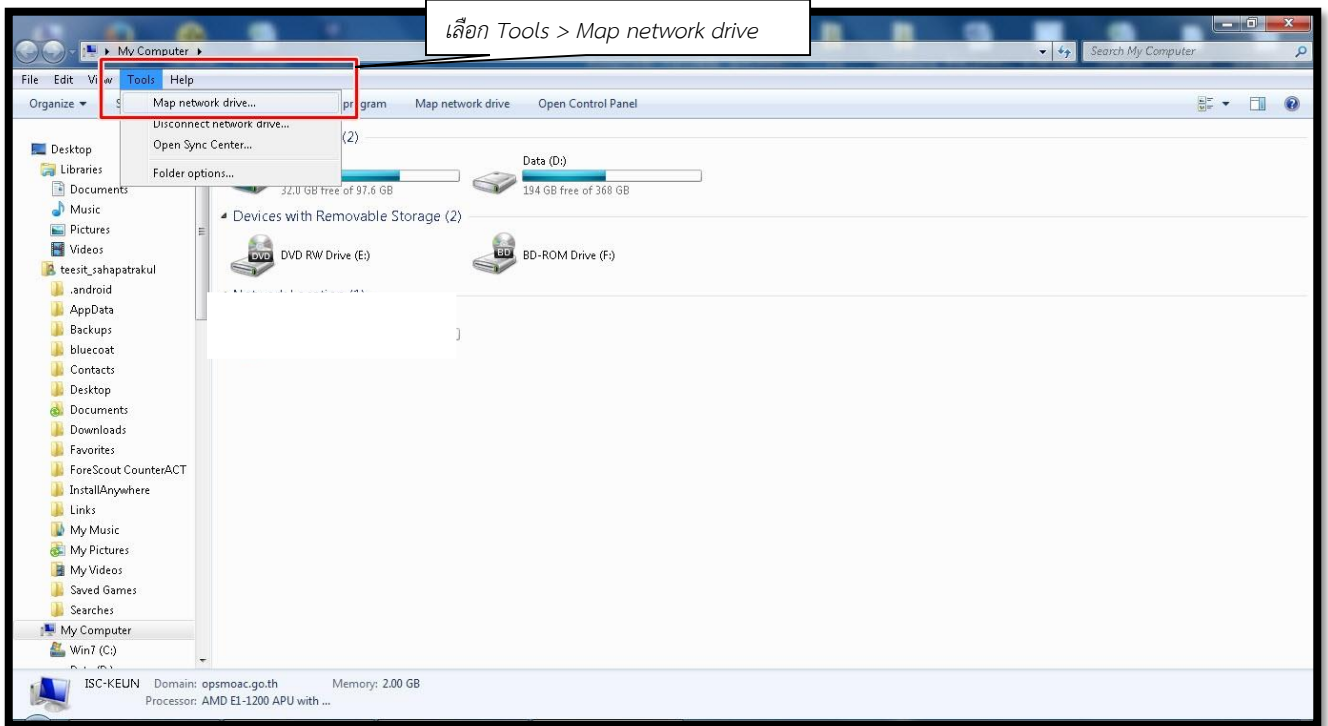 เลือก Tools > Map network drive
My Computer
Search My Computer
File Edit View Tools Help
Organize
program Map network drive Open Control Panel
Map network drive...
Disconnect network drive...
Open Sync Center...
Folder options...
(2)
Data (D:)
32.0 GB free of 97.6 GB
194 GB free of 368 GB
Devices with Removable Storage (2)
DVD RW Drive (E:)
BD-ROM Drive (F:)
Desktop
Libraries
Documents
Music
Pictures
Videos
teesit_sahapatrakul
.android
AppData
Backups
bluecoat
Contacts
Desktop
Documents
Downloads
Favorites
ForeScout CounterACT
InstallAnywhere
Links
My Music
My Pictures
My Videos
Saved Games
Searches
My Computer
Win7 (C:)
ISC-KEUN Domain: opsmoac.go.th Memory: 2.00 GB
Processor: AMD E1-1200 APU with ...